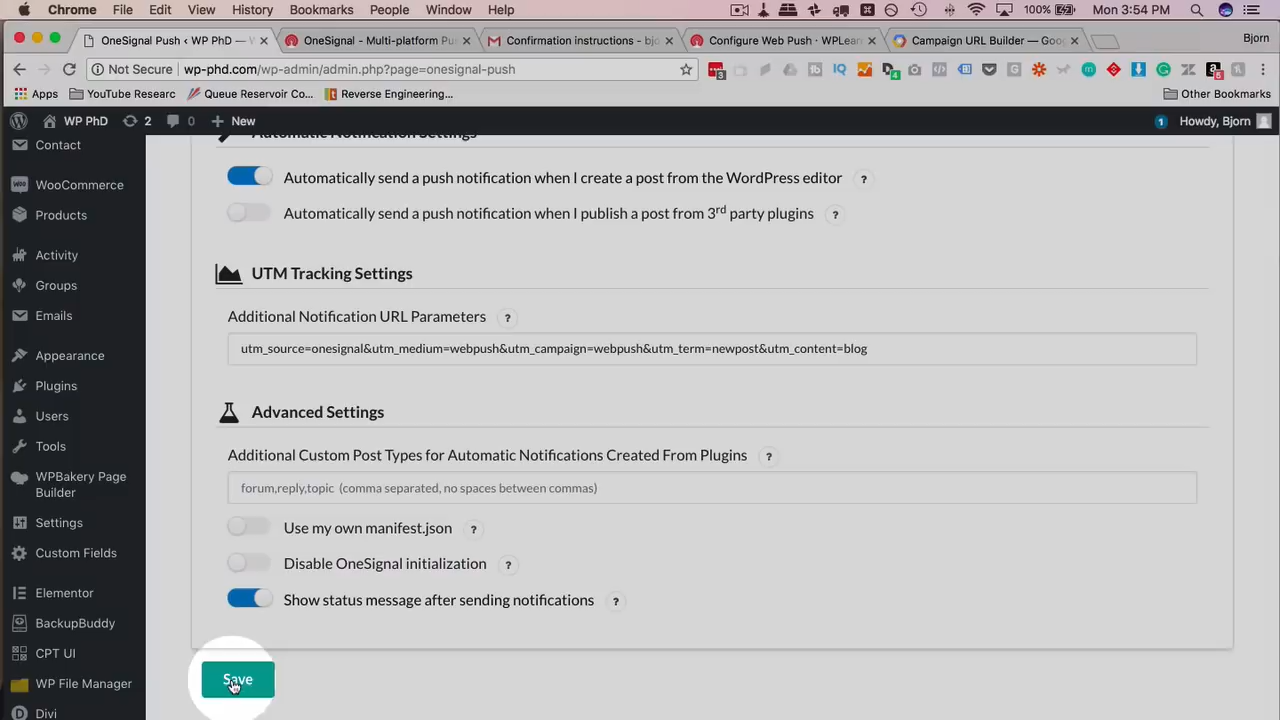 Chrome File Edit View History Bookmarks People Window Help 100% Mon 3:54 PM
OneSignal Push ‹ WP PhD — OneSignal - Multi-platform Pu Confirmation instructions - bjo Configure Web Push · WPLear Campaign URL Builder — Goo Bjorn
Not Secure wp-phd.com/wp-admin/admin.php?page=onesignal-push
Apps YouTube Researc Queue Reservoir Co... Reverse Engineering... Other Bookmarks
WP PhD 2 0 + New 1 Howdy, Bjorn
Automatic Notification Settings
Contact
Automatically send a push notification when I create a post from the WordPress editor ?
WooCommerce
Products
Automatically send a push notification when I publish a post from 3rd party plugins ?
Activity
UTM Tracking Settings
Groups
Emails
Additional Notification URL Parameters ?
utm_source=onesignal&utm_medium=webpush&utm_campaign=webpush&utm_term=newpost&utm_content=blog
Appearance
Plugins
Users
Advanced Settings
Tools
Additional Custom Post Types for Automatic Notifications Created From Plugins ?
WPBakery Page
Builder
forum,reply,topic (comma separated, no spaces between commas)
Settings
Use my own manifest.json ?
Custom Fields
Disable OneSignal initialization ?
Elementor
Show status message after sending notifications ?
BackupBuddy
CPT UI
WP File Manager
Save
Divi